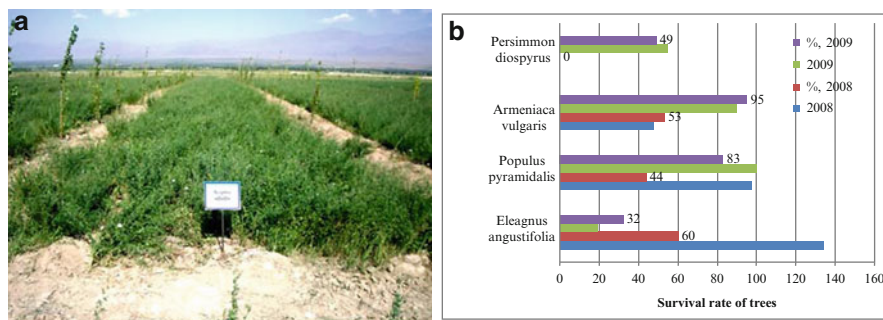 a
b
Persimmon
diospyrus
Armeniaca
vulgaris
Populus
pyramidalis
Eleagnus
angustifolia
49
0
95
53
83
44
32
60
%, 2009
2009
%, 2008
2008
0 20 40 60 80 100 120 140 160
Survival rate of trees